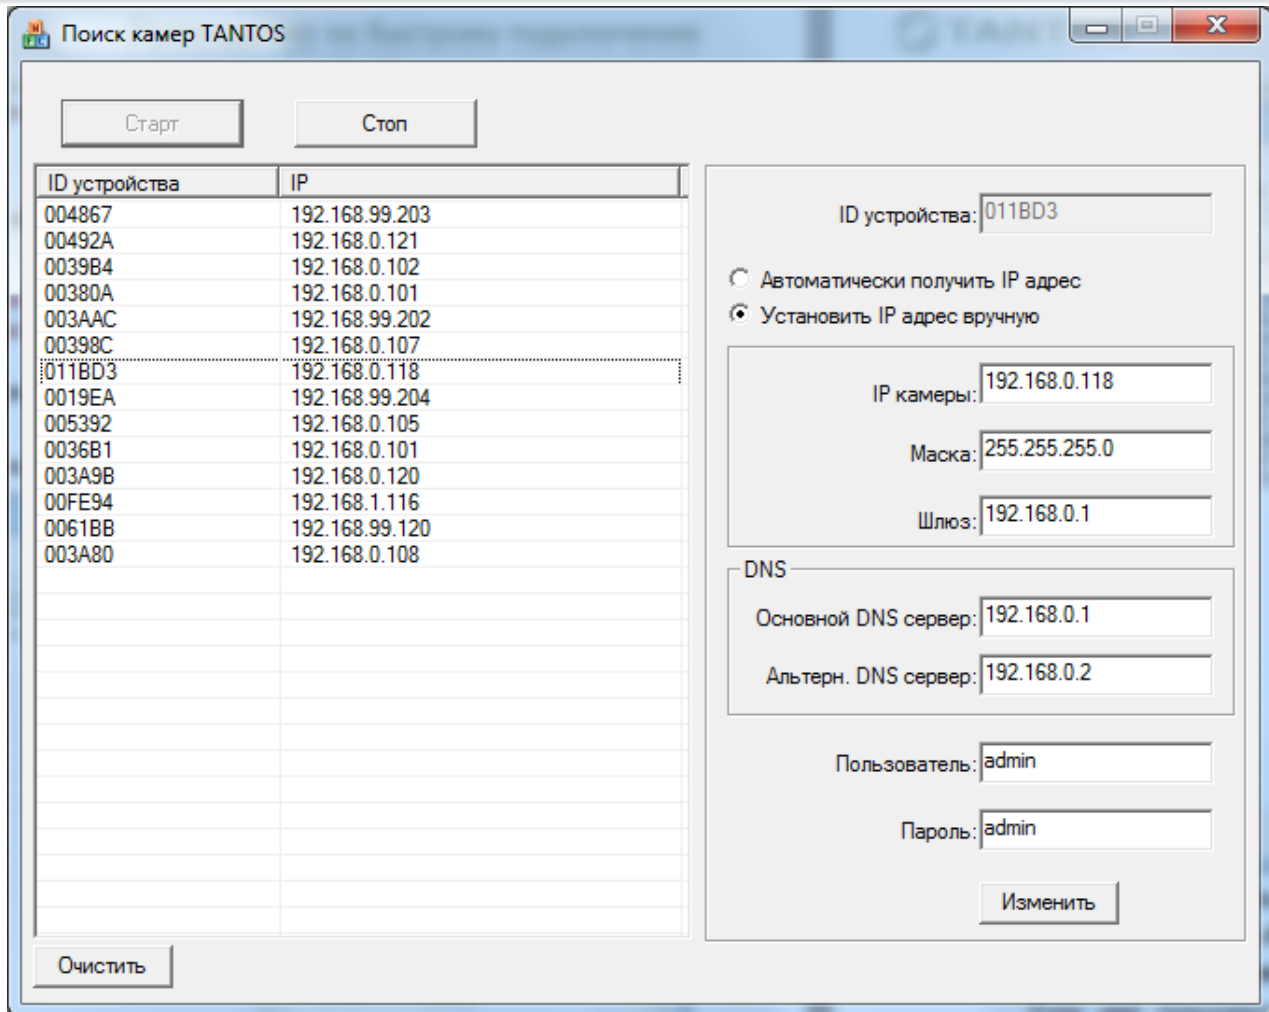 Поиск камер TANTOS
Старт
Стоп
ID устройства IP
004867 192.168.99.203
00492A 192.168.0.121
0039B4 192.168.0.102
00380A 192.168.0.101
003AAC 192.168.99.202
00398C 192.168.0.107
011BD3 192.168.0.118
0019EA 192.168.99.204
005392 192.168.0.105
0036B1 192.168.0.101
003A9B 192.168.0.120
00FE94 192.168.1.116
0061BB 192.168.99.120
003A80 192.168.0.108
Очистить
ID устройства: 011BD3
Автоматически получить IP адрес
Установить IP адрес вручную
IP камеры: 192.168.0.118
Маска: 255.255.255.0
Шлюз: 192.168.0.1
DNS
Основной DNS сервер: 192.168.0.1
Альтерн. DNS сервер: 192.168.0.2
Пользователь: admin
Пароль: admin
Изменить